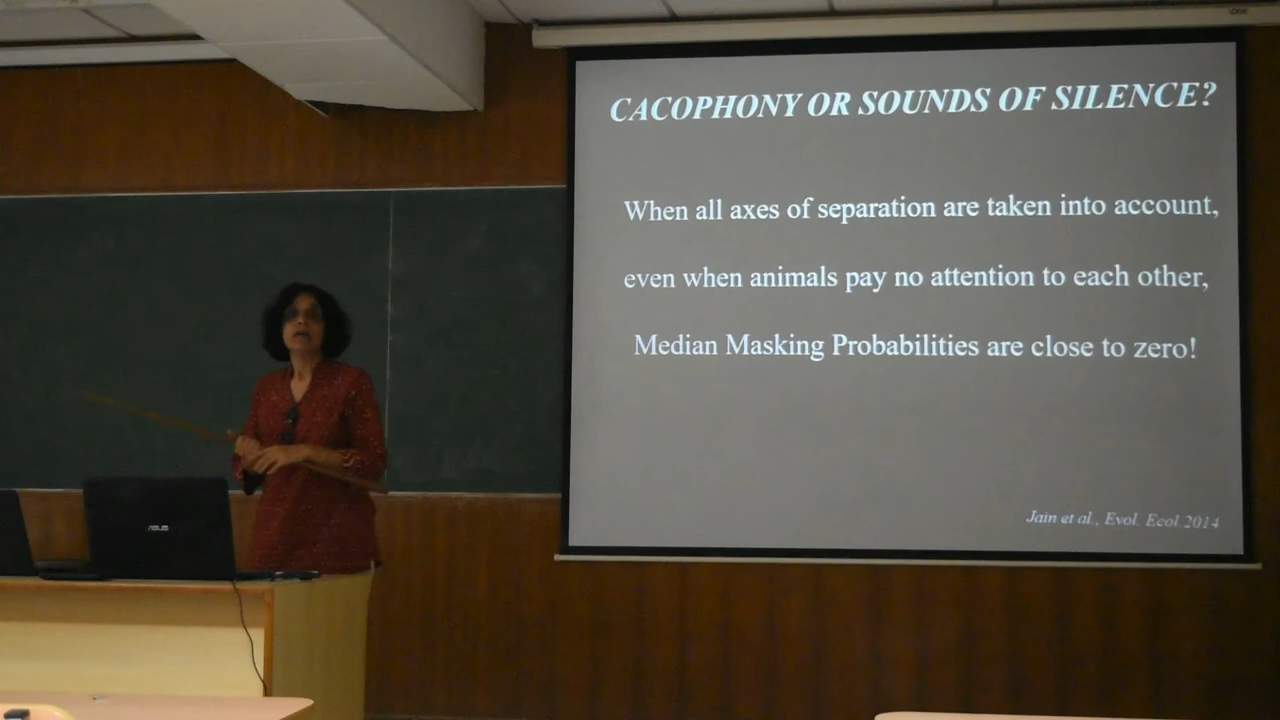 CACOPHONY OR SOUNDS OF SILENCE?
When all axes of separation are taken into account,
even when animals pay no attention to each other,
Median Masking Probabilities are close to zero!
Jain et al., Evol. Ecol 2014
ASUS